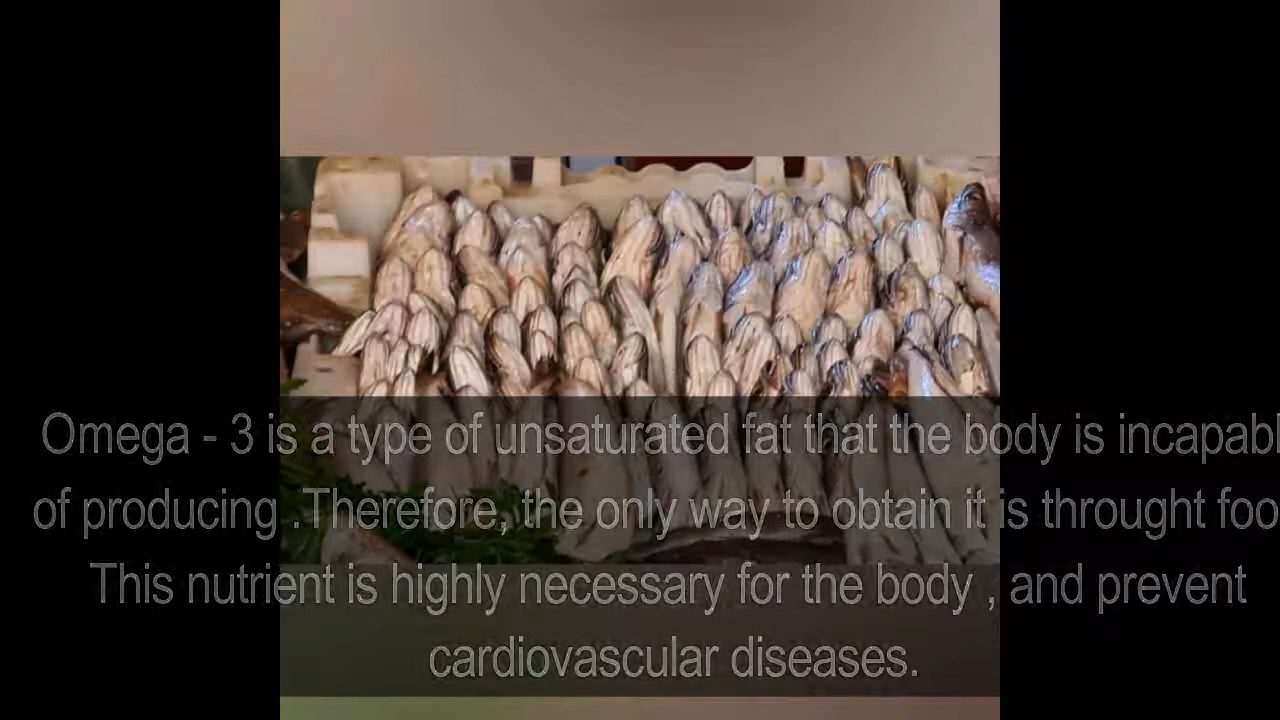 Omega - 3 is a type of unsaturated fat that the body is incapabl
of producing .Therefore, the only way to obtain it is throught foo
This nutrient is highly necessary for the body , and prevent
cardiovascular diseases.